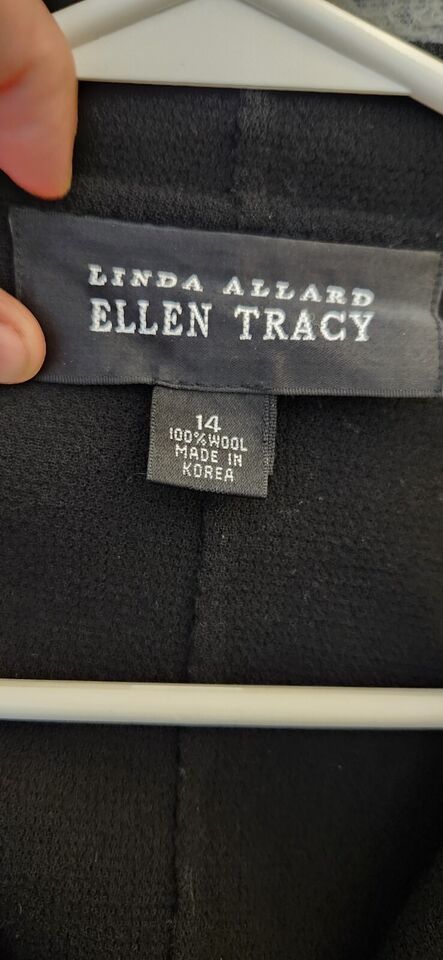 LINDA ALLARD
ELLEN TRACY
14
100% WOOL
MADE IN
KOREA